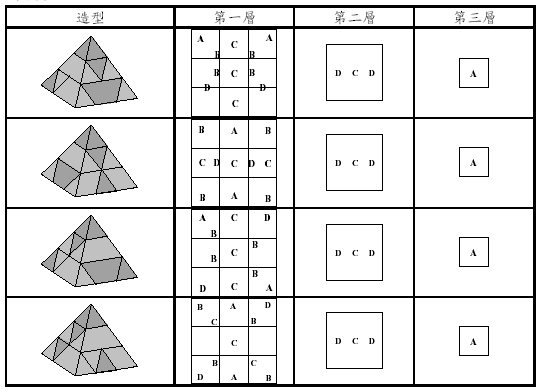 造型 第一層 第二層 第三層
A C A
B B
B C B D C D A
D D
C
B A B
C D C D C D C D A
B A B
A C D
B
B C B D C D A
B
D C A
B A D
C B
C D C D A
B C
D A B